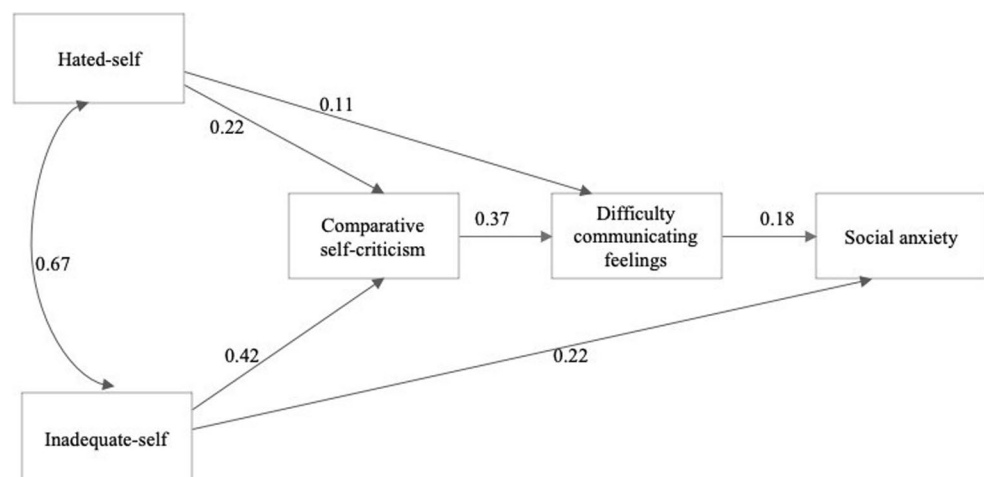 Hated-self
0.11
0.22
Comparative
self-criticism
0.37
Difficulty
communicating
feelings
0.18
Social anxiety
0.67
0.42
0.22
Inadequate-self